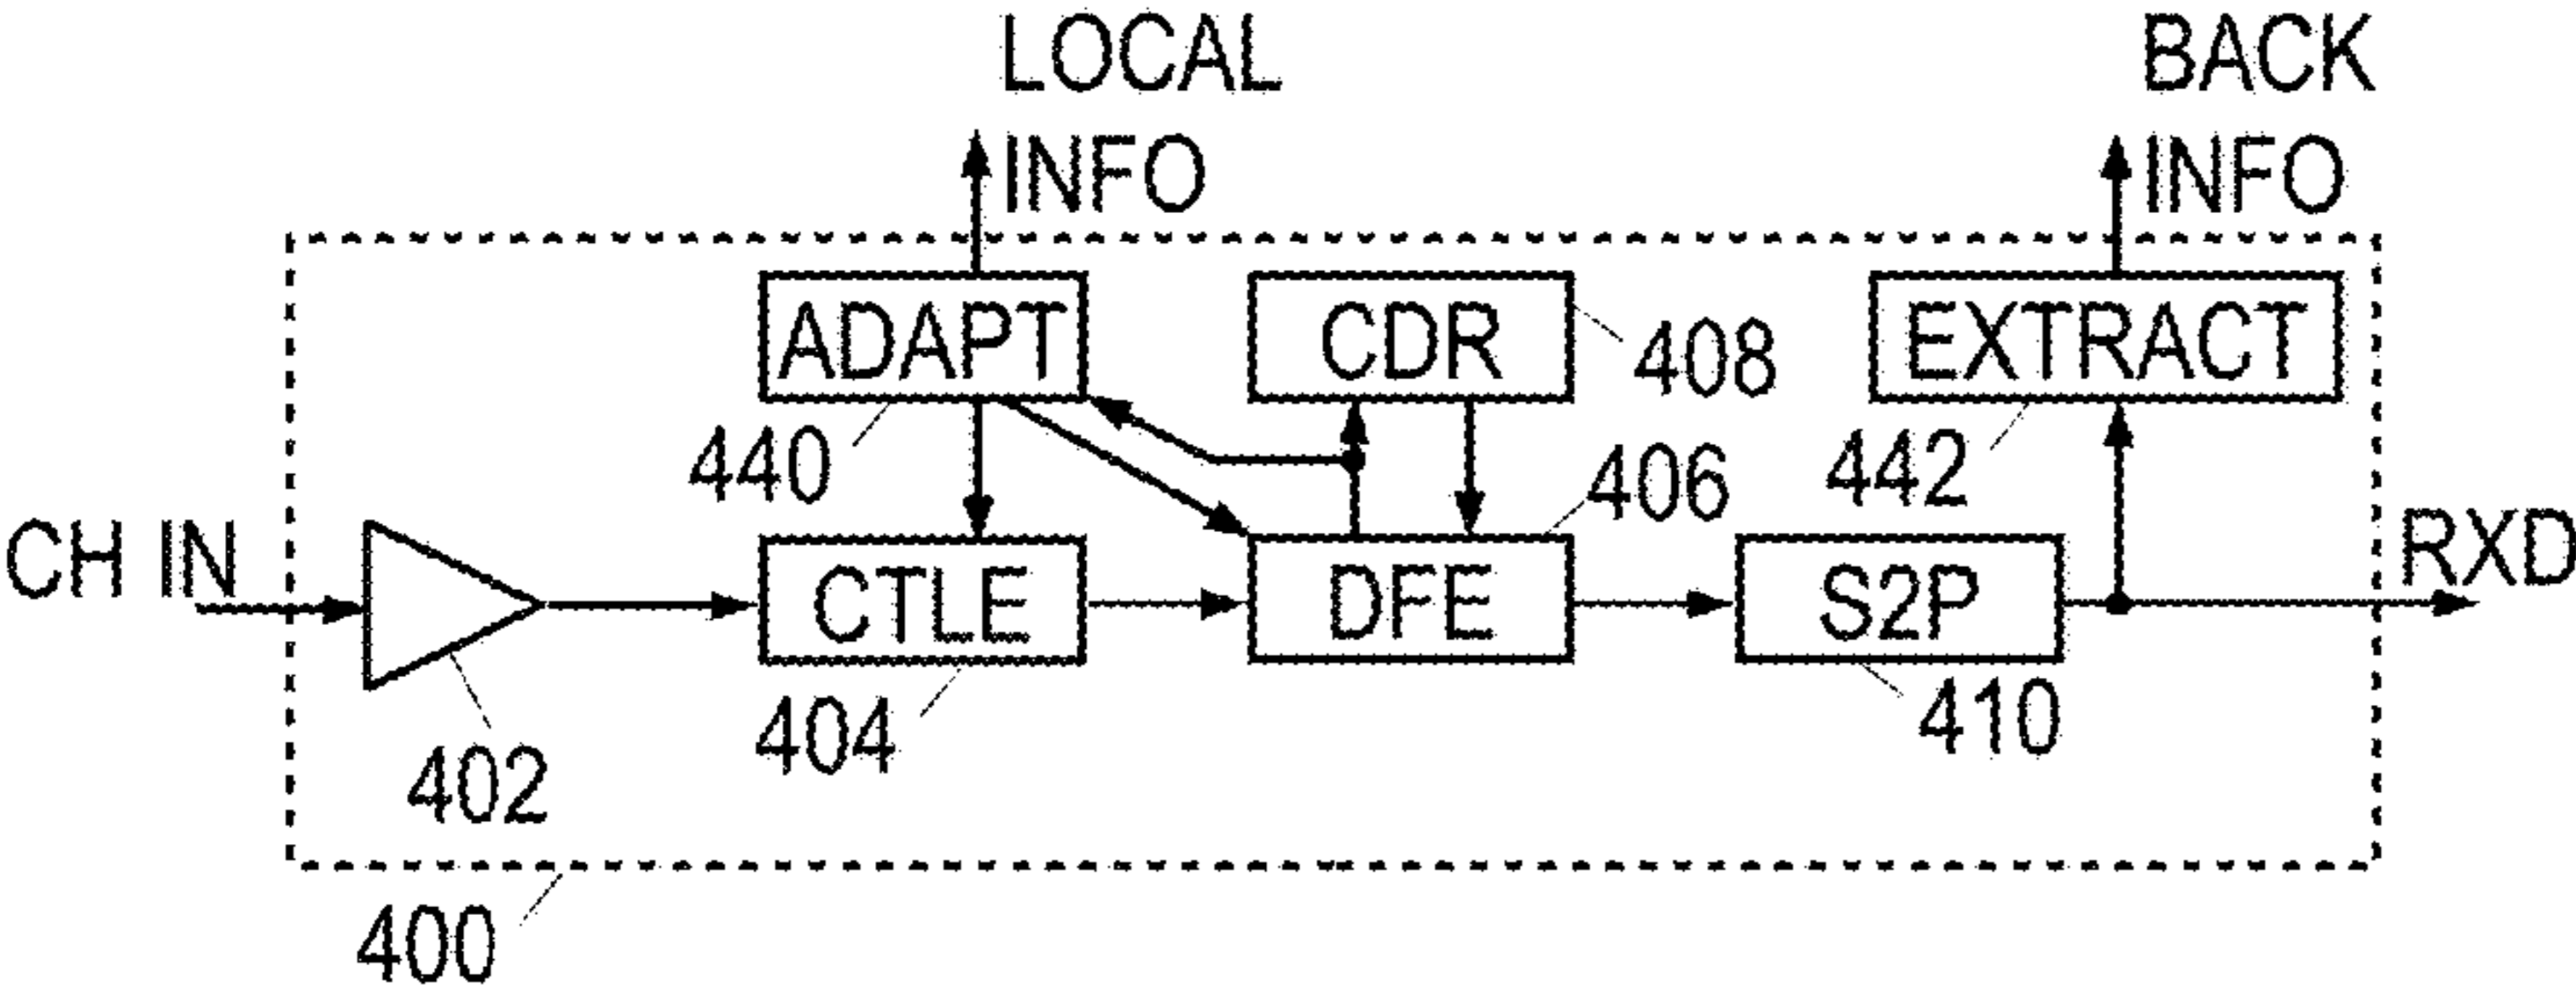 LOCAL
INFO
BACK
INFO
ADAPT
CDR
408
EXTRACT
440
406
442
CH IN
CTLE
DFE
S2P
RXD
402
404
410
400